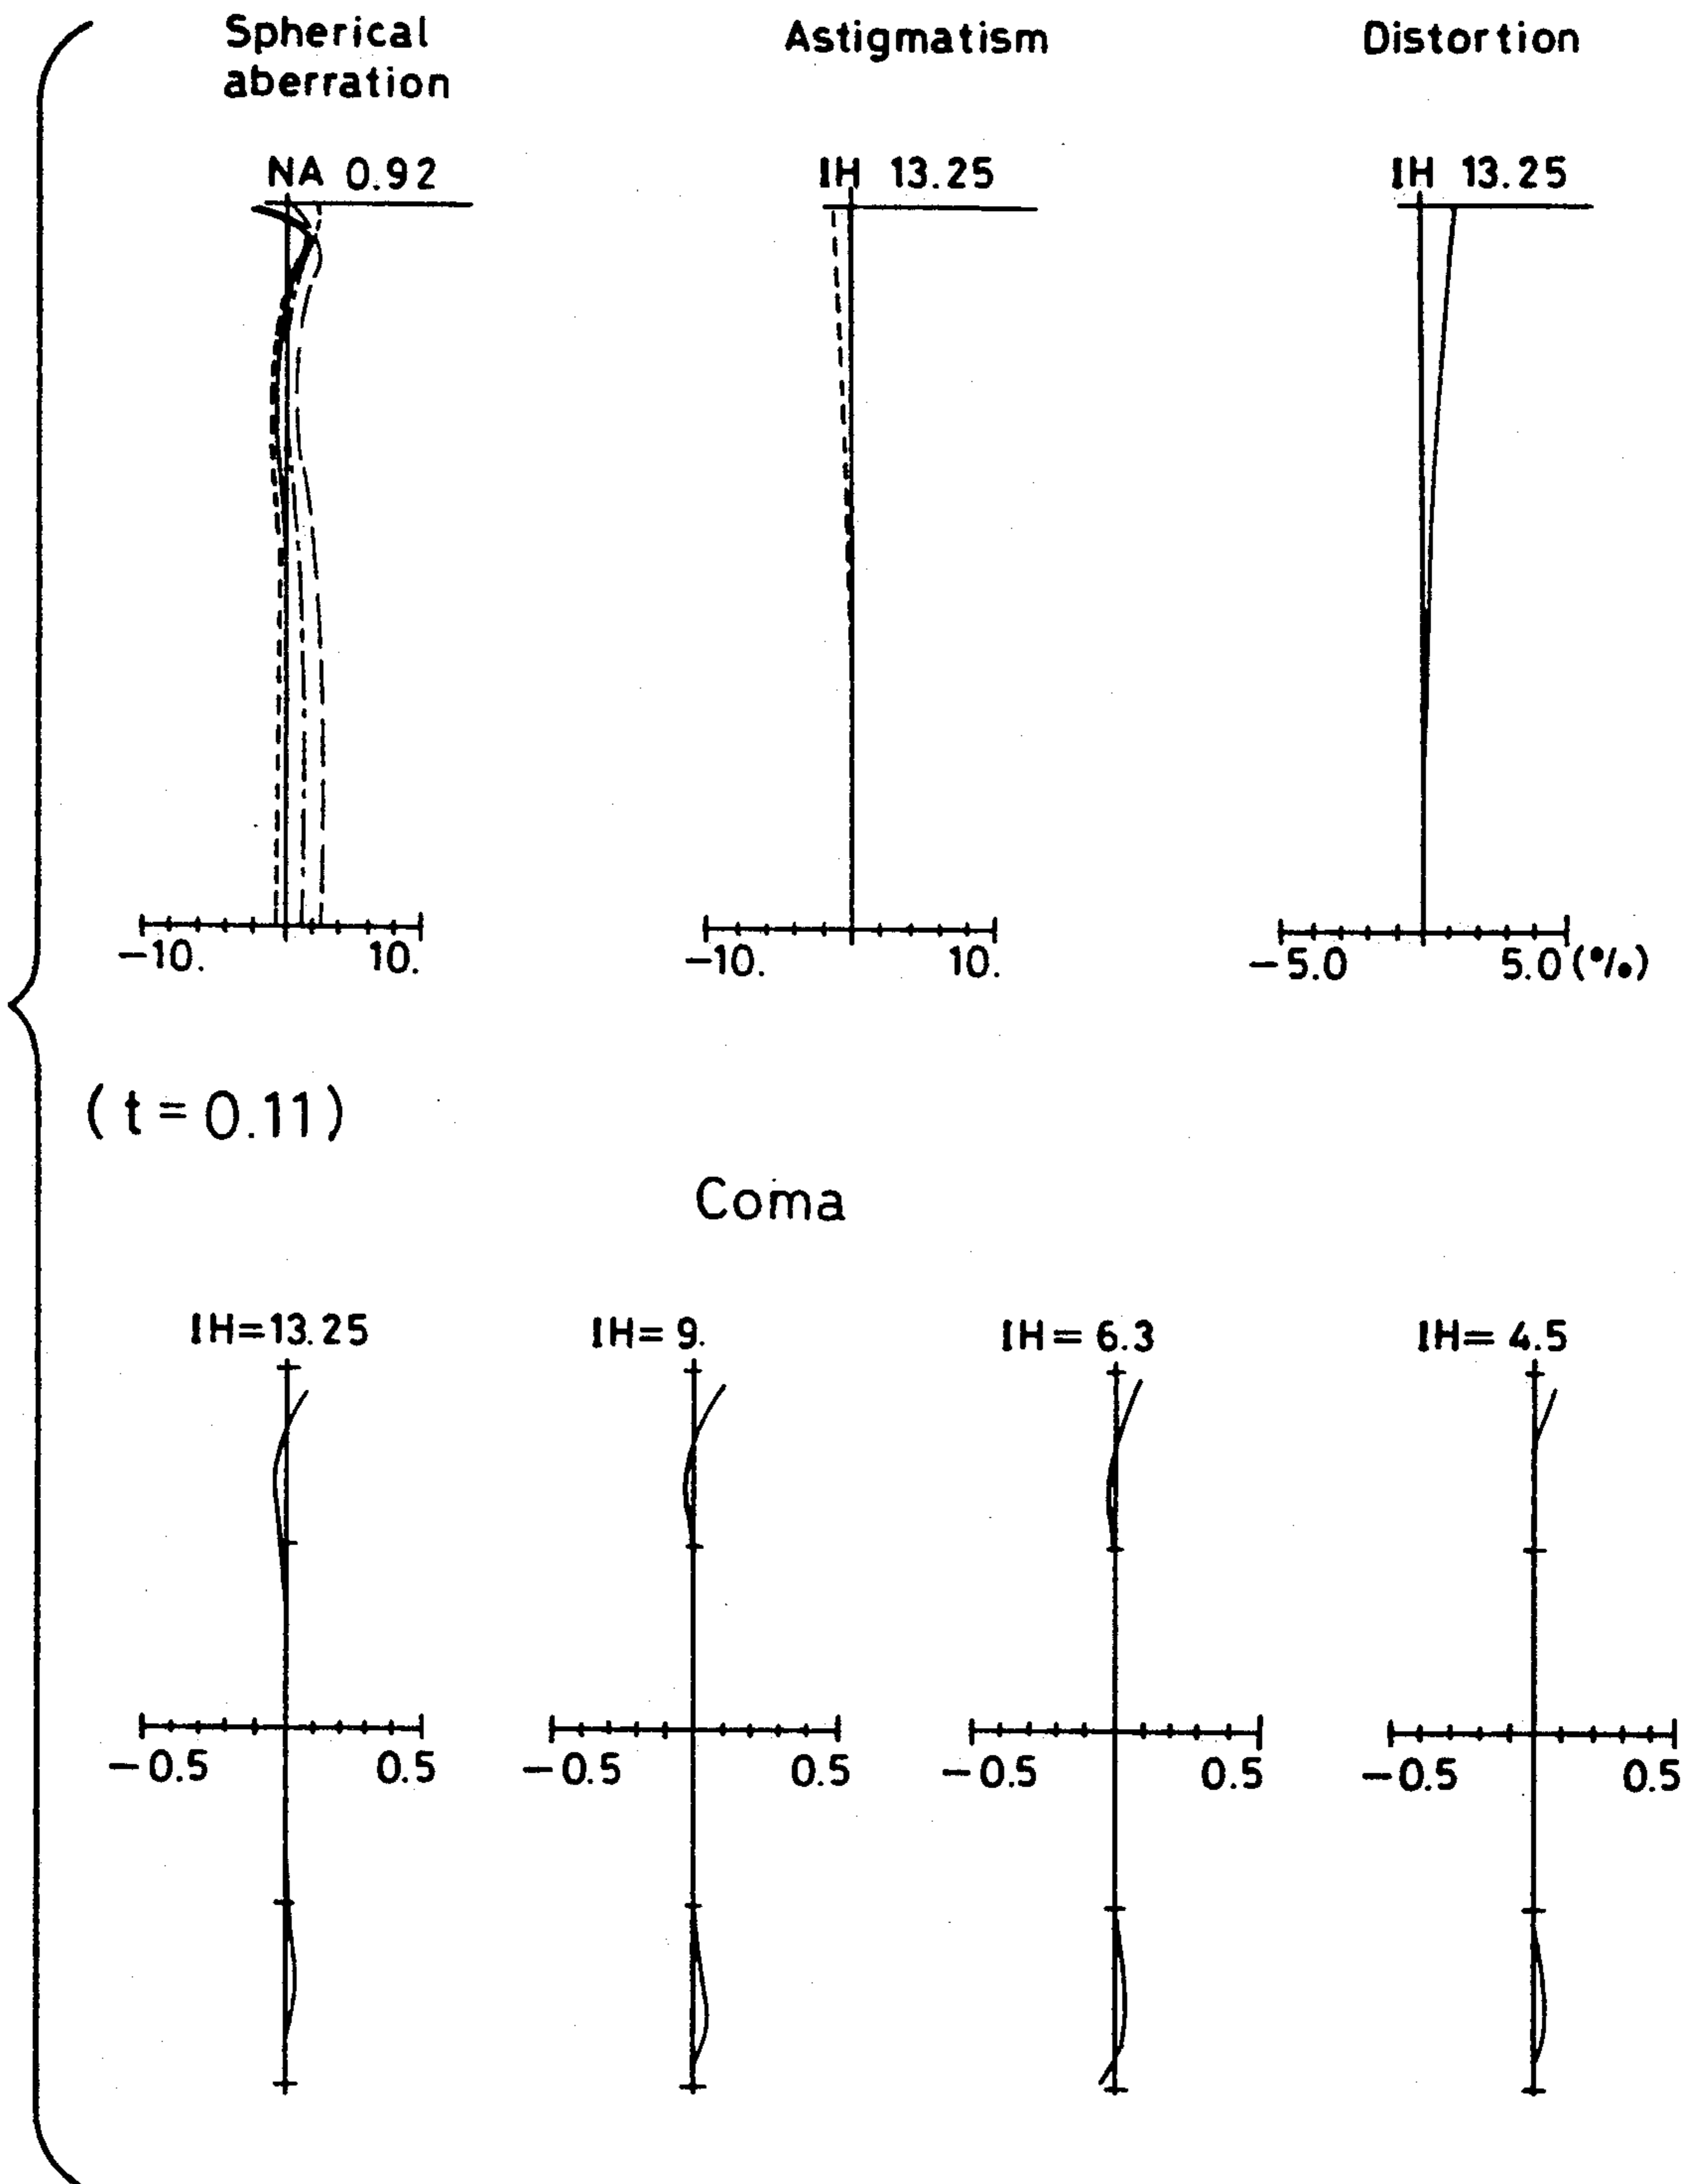 Spherical
aberration
Astigmatism
Distortion
NA 0.92
IH 13.25
IH 13.25
-10. 10.
-10. 10.
-5.0 5.0 (%)
(t=0.11)
Coma
IH=13.25
IH=9.
IH=6.3
IH=4.5
-0.5 0.5
-0.5 0.5
-0.5 0.5
-0.5 0.5